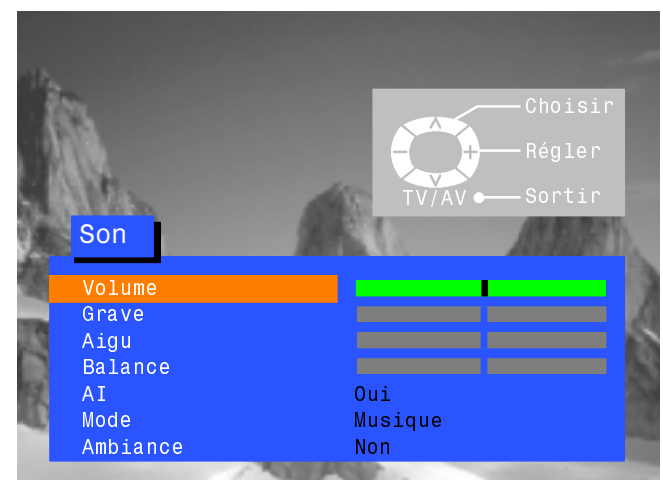 Choisir
Régler
TV/AV Sortir
Son
Volume
Grave
Aigu
Balance
AI Oui
Mode Musique
Ambiance Non